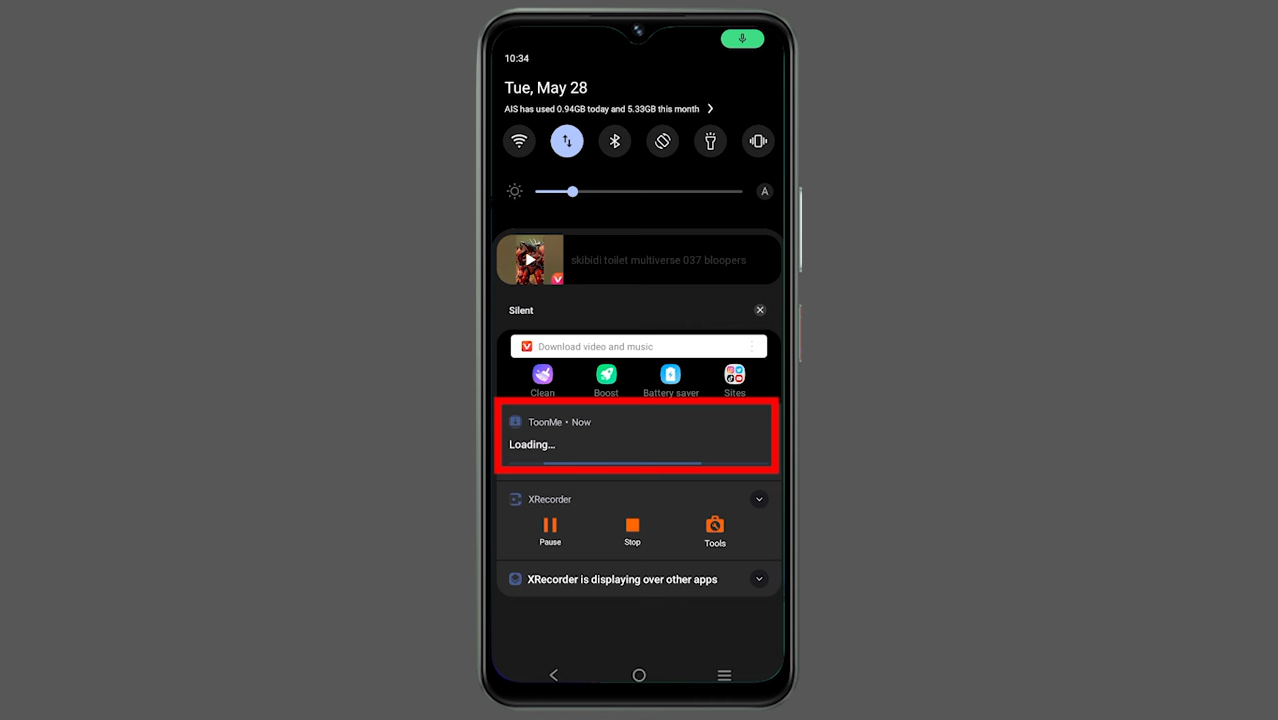 10:34
Tue, May 28
AIS has used 0.94GB today and 5.33GB this month
A
skibidi toilet multiverse 037 bloopers
Silent
Download video and music
Clean Boost Battery saver Sites
ToonMe • Now
Loading...
XRecorder
Pause Stop Tools
XRecorder is displaying over other apps